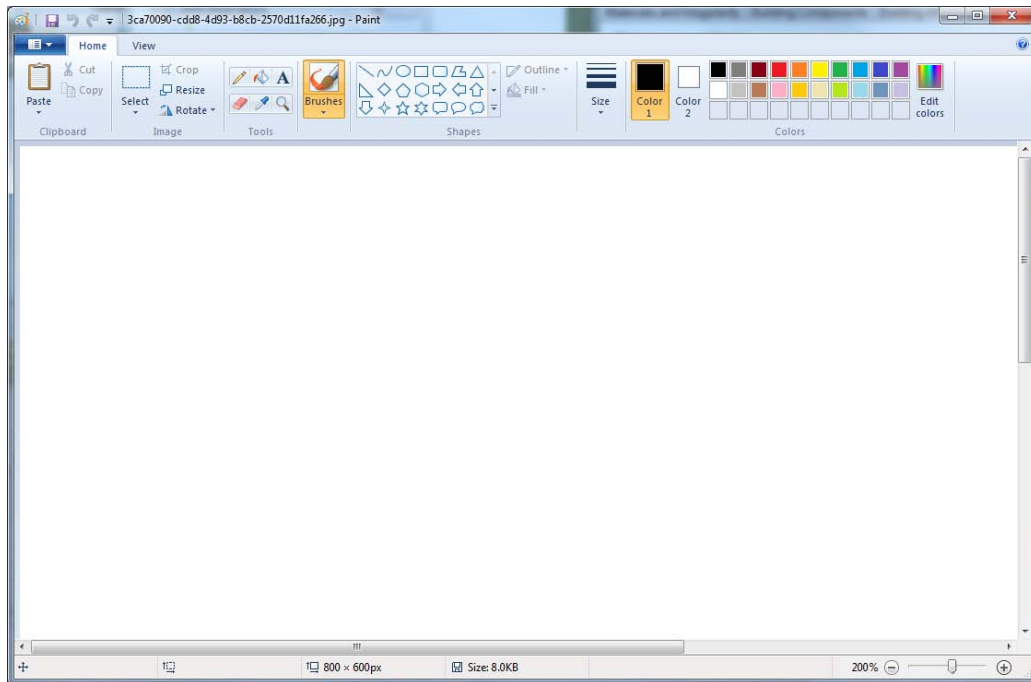 3ca70090-cdd8-4d93-b8cb-2570d11fa266.jpg - Paint
Home View
Paste
Cut
Copy
Clipboard
Select
Crop
Resize
Rotate
Image
A
Tools
Brushes
Shapes
Outline
Fill
Size
Color 1
Color 2
Colors
Edit colors
800 × 600px
Size: 8.0KB
200%